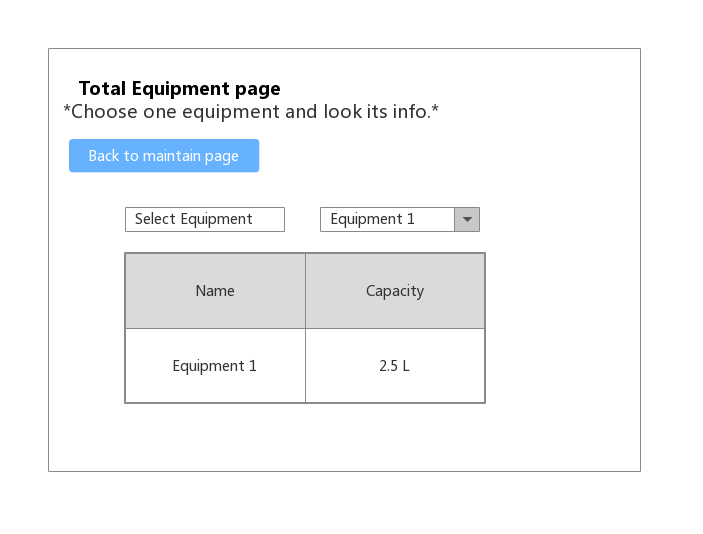 Total Equipment page
*Choose one equipment and look its info.*
Back to maintain page
Select Equipment
Equipment 1
Name
Capacity
Equipment 1
2.5 L